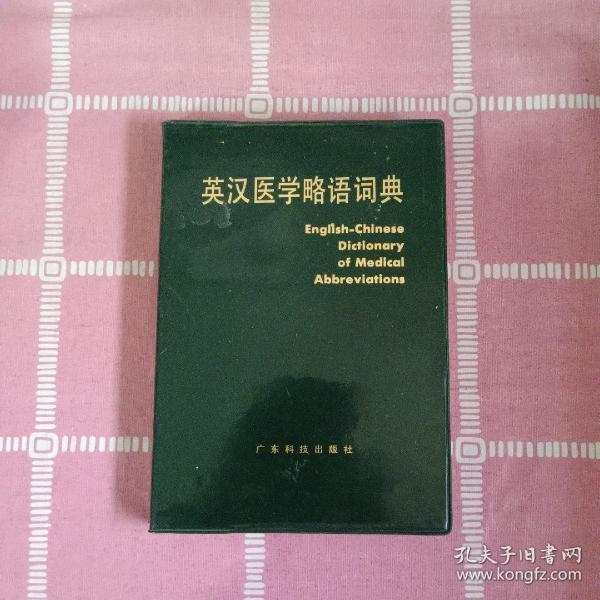 英汉医学略语词典
English-Chinese
Dictionary
of Medical
Abbreviations
广东科技出版社
孔夫子旧书网
www.kongfz.com